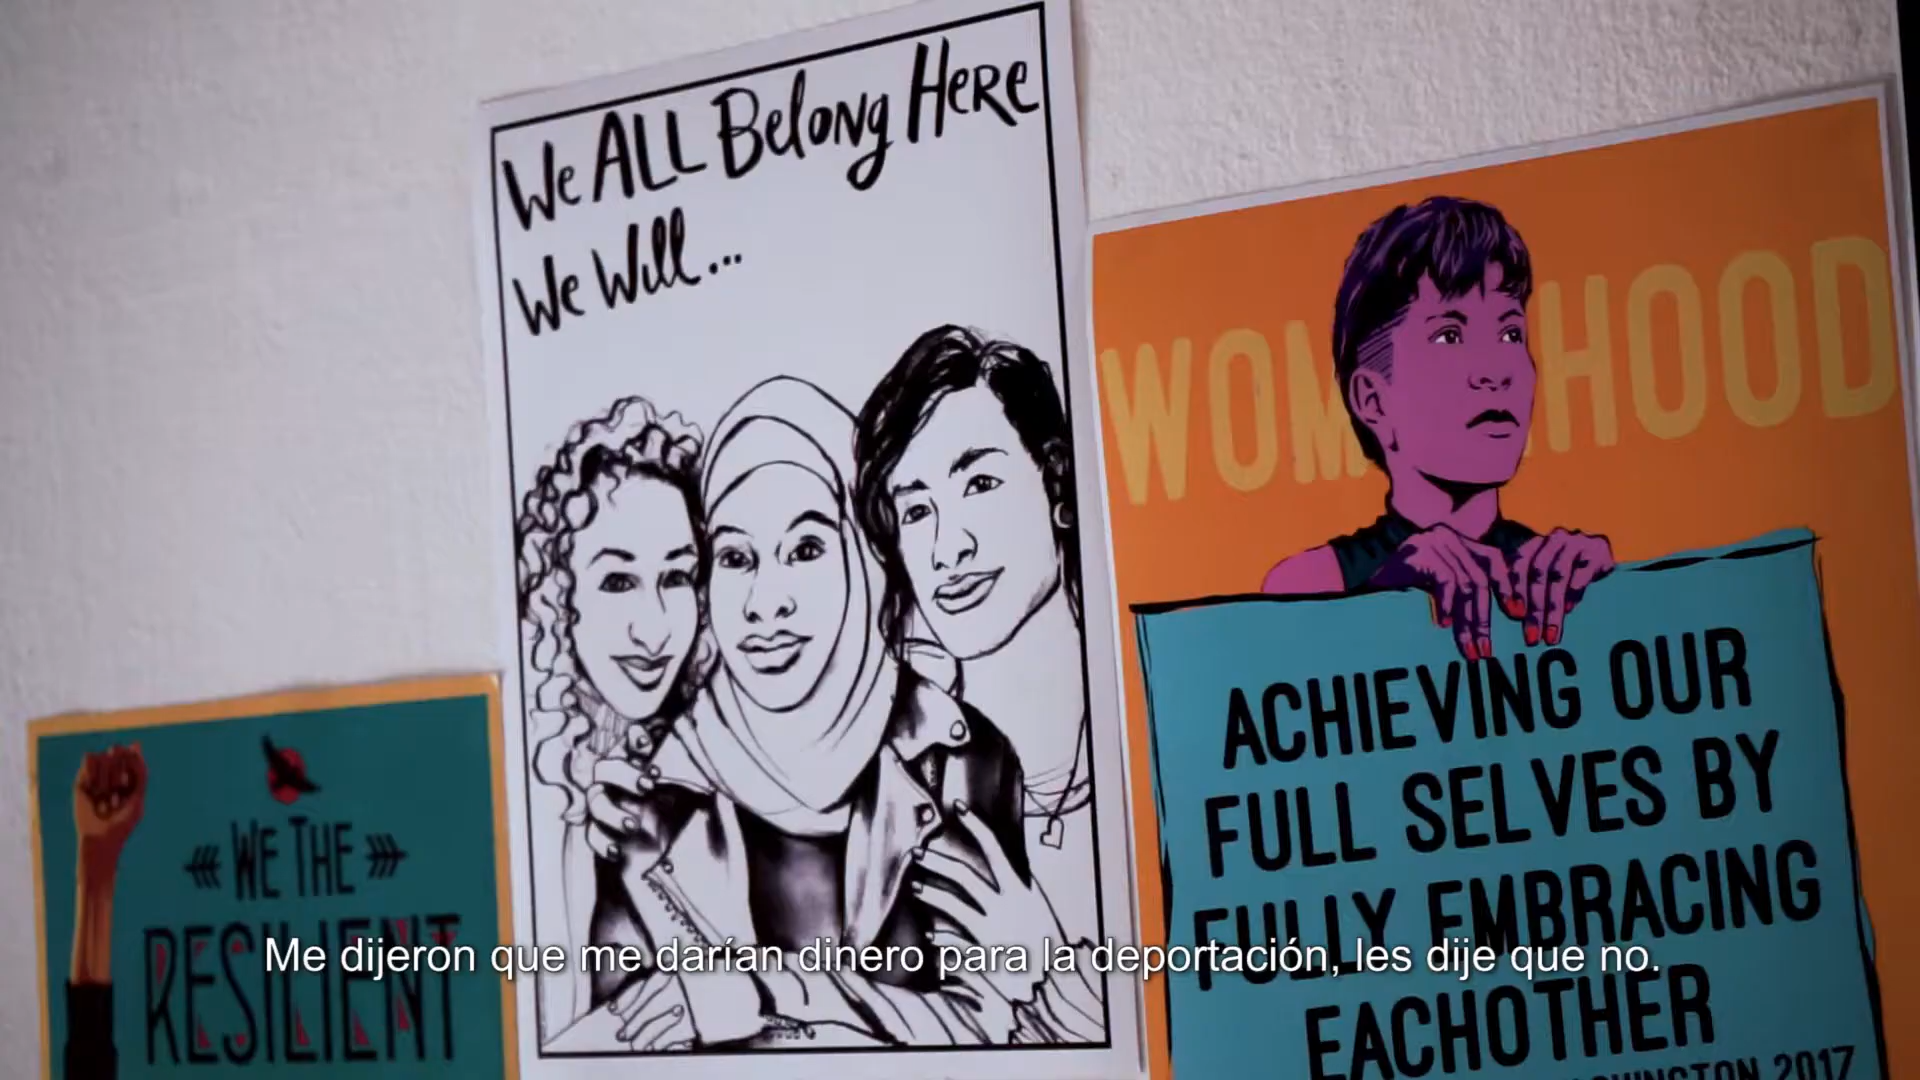 We ALL Belong Here
We Will...
WOM HOOD
ACHIEVING OUR
FULL SELVES BY
FULLY EMBRACING
EACHOTHER
2017
WE THE
RESILIENT
Me dijeron que me darían dinero para la deportación, les dije que no.